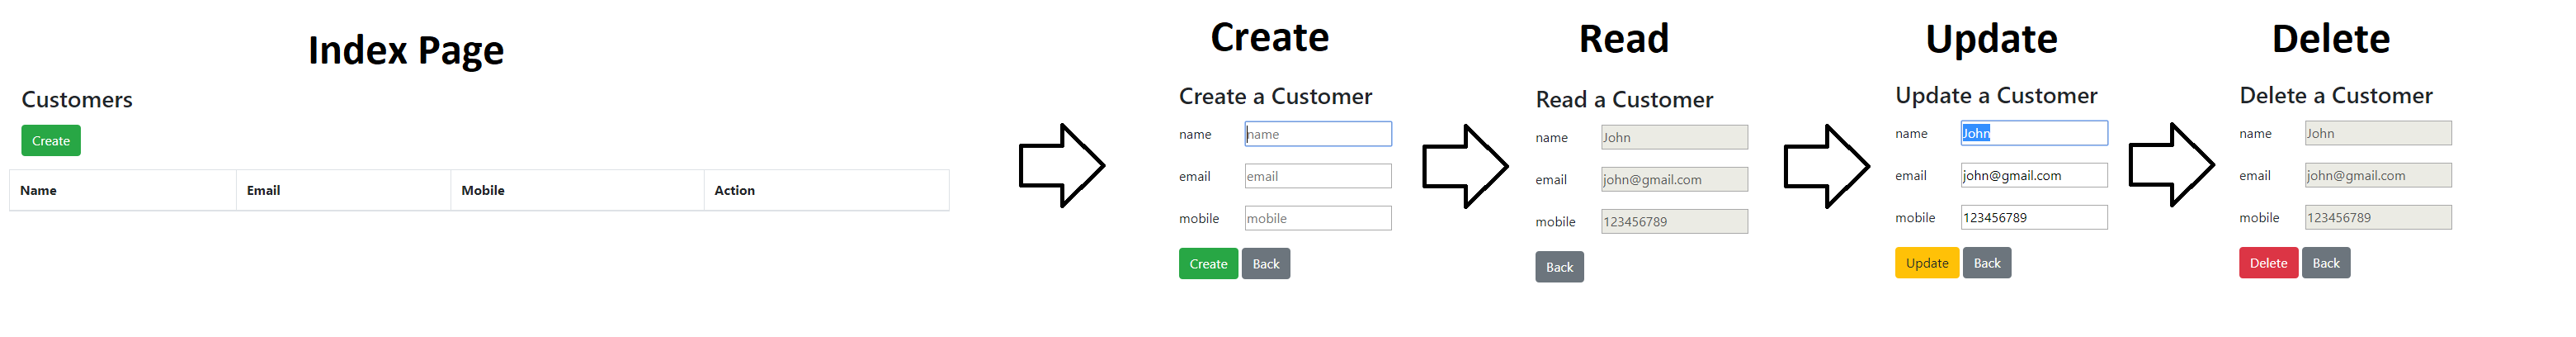 Index Page
Customers
Create
Name Email Mobile Action
Create
Create a Customer
name name
email email
mobile mobile
Create Back
Read
Read a Customer
name John
email john@gmail.com
mobile 123456789
Back
Update
Update a Customer
name John
email john@gmail.com
mobile 123456789
Update Back
Delete
Delete a Customer
name John
email john@gmail.com
mobile 123456789
Delete Back